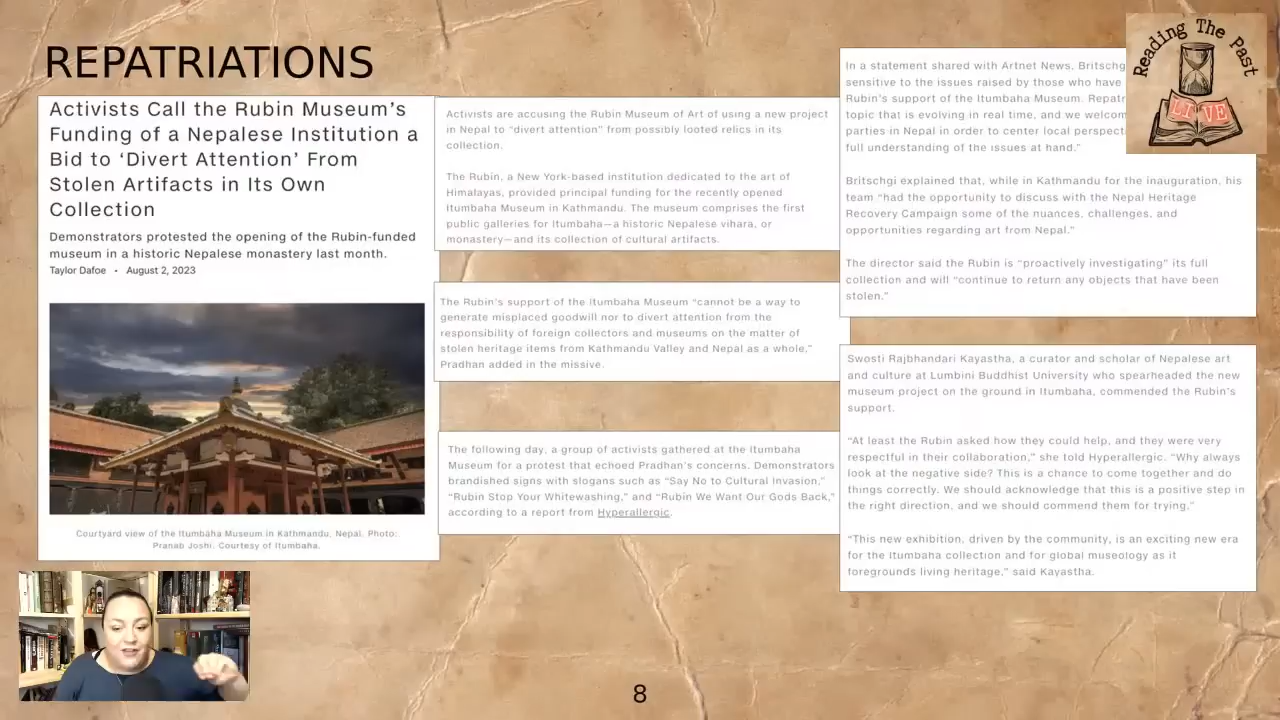 REPATRIATIONS
Activists Call the Rubin Museum’s
Funding of a Nepalese Institution a
Bid to ‘Divert Attention’ From
Stolen Artifacts in Its Own
Collection
Demonstrators protested the opening of the Rubin-funded
museum in a historic Nepalese monastery last month.
Taylor Dafoe • August 2, 2023
Courtyard view of the Itumbaha Museum in Kathmandu, Nepal. Photo:
Pranab Joshi. Courtesy of Itumbaha.
Activists are accusing the Rubin Museum of Art of using a new project
in Nepal to “divert attention” from possibly looted relics in its
collection.
The Rubin, a New York-based institution dedicated to the art of
Himalayas, provided principal funding for the recently opened
Itumbaha Museum in Kathmandu. The museum comprises the first
public galleries for Itumbaha—a historic Nepalese vihara, or
monastery—and its collection of cultural artifacts.
The Rubin’s support of the Itumbaha Museum “cannot be a way to
generate misplaced goodwill nor to divert attention from the
responsibility of foreign collectors and museums on the matter of
stolen heritage items from Kathmandu Valley and Nepal as a whole,”
Pradhan added in the missive.
The following day, a group of activists gathered at the Itumbaha
Museum for a protest that echoed Pradhan’s concerns. Demonstrators
brandished signs with slogans such as “Say No to Cultural Invasion,”
“Rubin Stop Your Whitewashing,” and “Rubin We Want Our Gods Back,”
according to a report from Hyperallergic.
In a statement shared with Artnet News, Britschg
sensitive to the issues raised by those who have
Rubin’s support of the Itumbaha Museum. Repatr
topic that is evolving in real time, and we welcom
parties in Nepal in order to center local perspect
full understanding of the issues at hand.”
Britschgi explained that, while in Kathmandu for the inauguration, his
team “had the opportunity to discuss with the Nepal Heritage
Recovery Campaign some of the nuances, challenges, and
opportunities regarding art from Nepal.”
The director said the Rubin is “proactively investigating” its full
collection and will “continue to return any objects that have been
stolen.”
Swosti Rajbhandari Kayastha, a curator and scholar of Nepalese art
and culture at Lumbini Buddhist University who spearheaded the new
museum project on the ground in Itumbaha, commended the Rubin’s
support.
“At least the Rubin asked how they could help, and they were very
respectful in their collaboration,” she told Hyperallergic. “Why always
look at the negative side? This is a chance to come together and do
things correctly. We should acknowledge that this is a positive step in
the right direction, and we should commend them for trying.”
“This new exhibition, driven by the community, is an exciting new era
for the Itumbaha collection and for global museology as it
foregrounds living heritage,” said Kayastha.
Reading The Past
LIVE
8